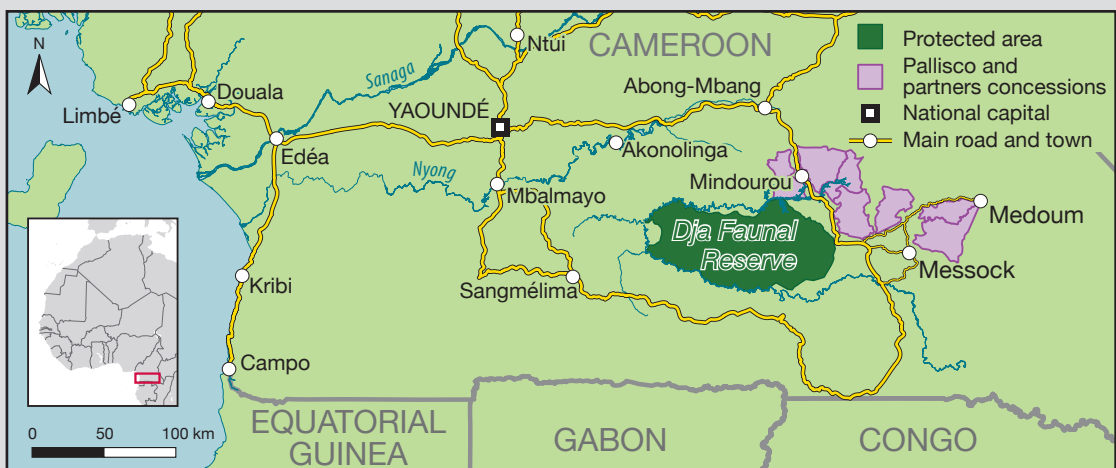 N
Ntui
CAMEROON
Sanaga
Limbé
Douala
YAOUNDÉ
Abong-Mbang
Edéa
Akonolinga
Nyong
Mbalmayo
Mindourou
Medoum
Dja Faunal
Reserve
Messock
Kribi
Sangmélima
Campo
EQUATORIAL
GUINEA
GABON
CONGO
Protected area
Pallisco and
partners concessions
National capital
Main road and town
0 50 100 km